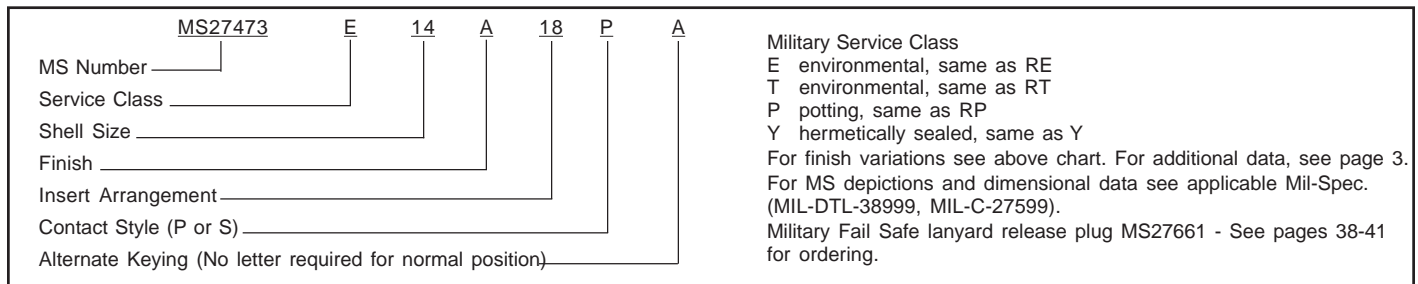 MS27473 E 14 A 18 P A
MS Number
Service Class
Shell Size
Finish
Insert Arrangement
Contact Style (P or S)
Alternate Keying (No letter required for normal position)
Military Service Class
E environmental, same as RE
T environmental, same as RT
P potting, same as RP
Y hermetically sealed, same as Y
For finish variations see above chart. For additional data, see page 3.
For MS depictions and dimensional data see applicable Mil-Spec.
(MIL-DTL-38999, MIL-C-27599).
Military Fail Safe lanyard release plug MS27661 - See pages 38-41
for ordering.